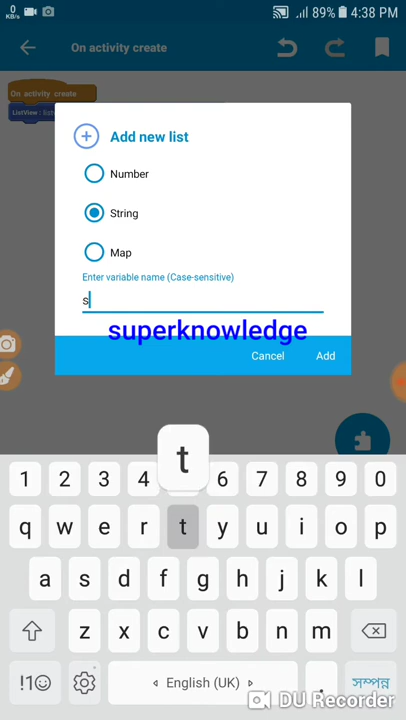 0
KB/s
89% 4:38 PM
On activity create
On activity create
ListView
Add new list
Number
String
Map
Enter variable name (Case-sensitive)
s
superknowledge
Cancel Add
t
1 2 3 4 6 7 8 9 0
q w e r t y u i o p
a s d f g h j k l
z x c v b n m
!1☺ English (UK) . সম্পন্ন
DU Recorder